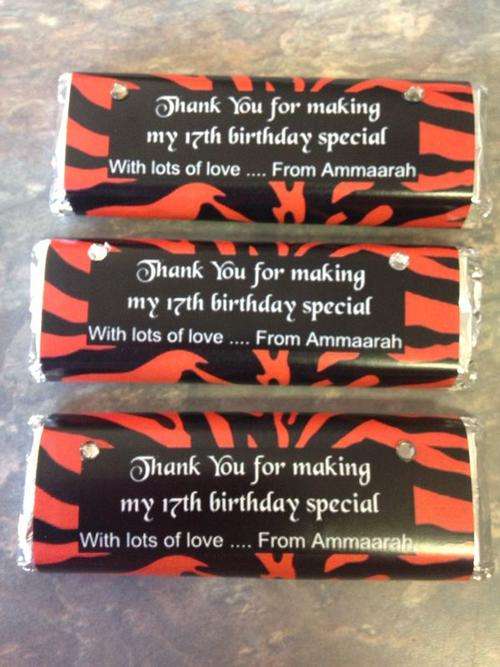 Thank You for making
my 17th birthday special
With lots of love .... From Ammaarah
Thank You for making
my 17th birthday special
With lots of love .... From Ammaarah
Thank You for making
my 17th birthday special
With lots of love .... From Ammaarah